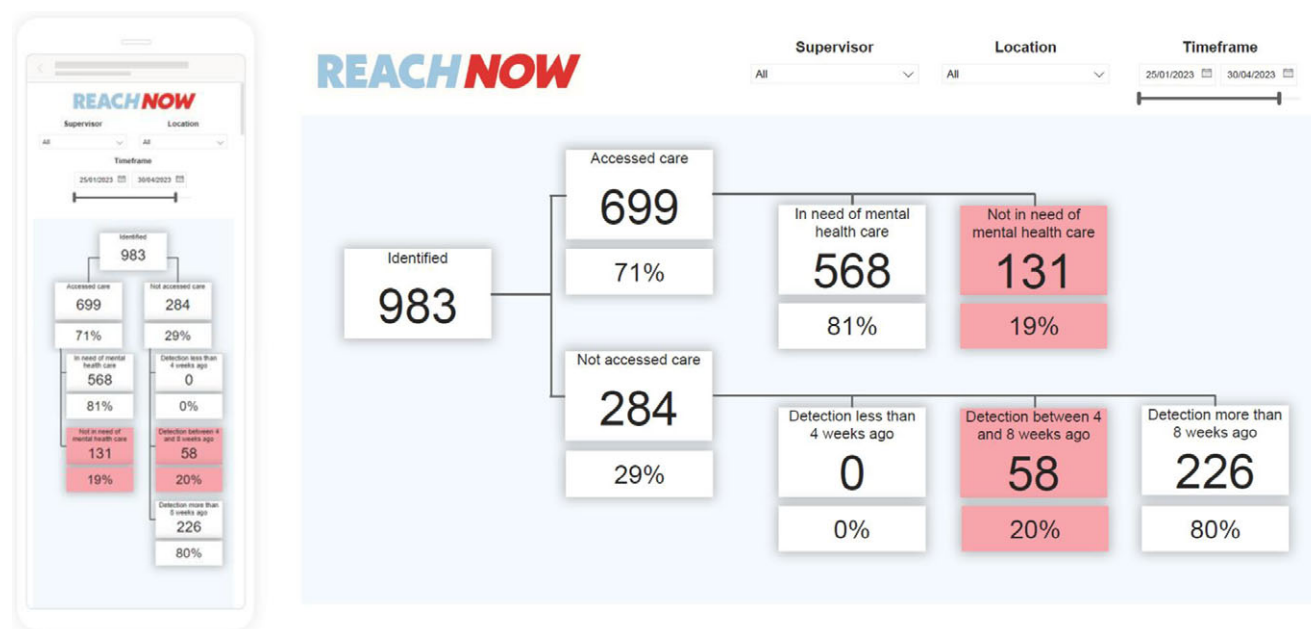 REACHNOW
Supervisor Location
All All
Timeframe
25/01/2023 30/04/2023
Identified
983
Accessed care Not accessed care
699 284
71% 29%
In need of mental Detection less than
health care 4 weeks ago
568 0
81% 0%
Not in need of Detection between 4
mental health care and 8 weeks ago
131 58
19% 20%
Detection more than
8 weeks ago
226
80%
REACHNOW
Supervisor Location Timeframe
All All 25/01/2023 30/04/2023
Identified
983
Accessed care
699
71%
In need of mental
health care
568
81%
Not in need of
mental health care
131
19%
Not accessed care
284
29%
Detection less than
4 weeks ago
0
0%
Detection between 4
and 8 weeks ago
58
20%
Detection more than
8 weeks ago
226
80%